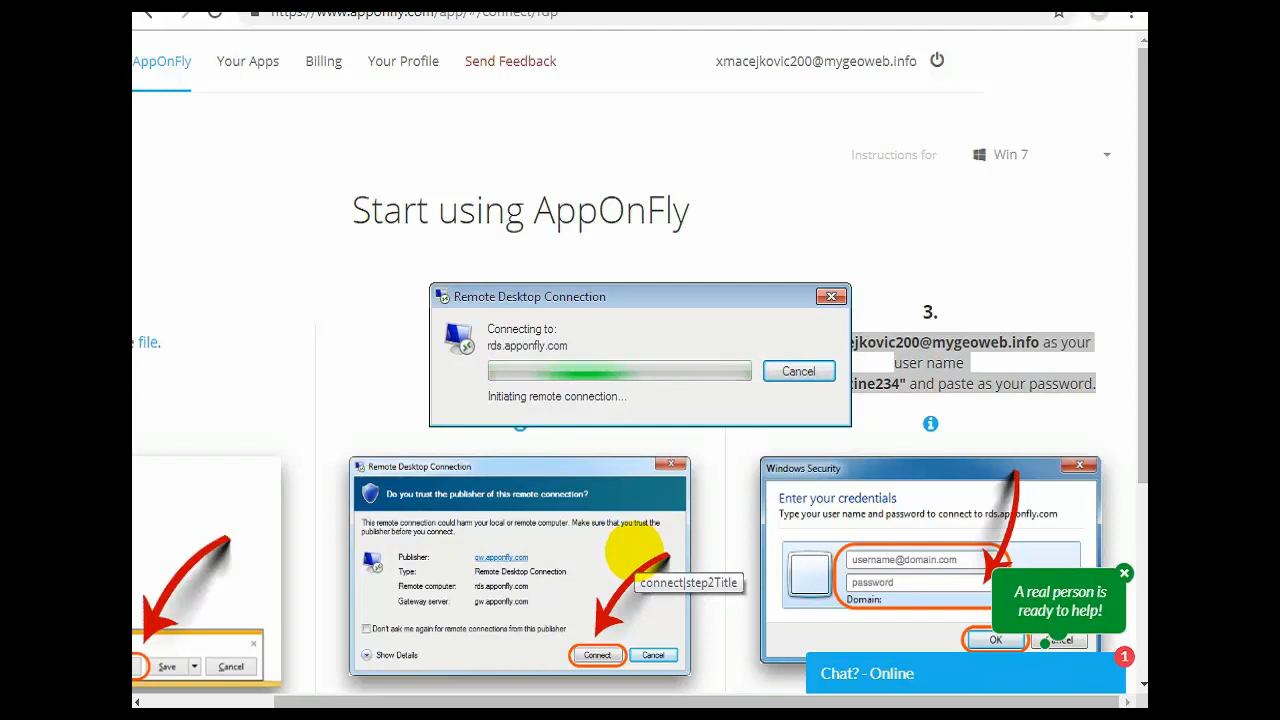 https://www.apponfly.com/app/#/connect/rdp
AppOnFly
Your Apps
Billing
Your Profile
Send Feedback
xmacejkovic200@mygeoweb.info
Instructions for
Win 7
Start using AppOnFly
Remote Desktop Connection
Connecting to:
rds.apponfly.com
Cancel
Initiating remote connection...
file.
3.
ejkovic200@mygeoweb.info as your
user name
ine234" and paste as your password.
Save
Cancel
Remote Desktop Connection
Do you trust the publisher of this remote connection?
This remote connection could harm your local or remote computer. Make sure that you trust the
publisher before you connect.
Publisher: gw.apponfly.com
Type: Remote Desktop Connection
Remote computer: rds.apponfly.com
Gateway server: gw.apponfly.com
Don't ask me again for remote connections from this publisher
Show Details
Connect
Cancel
connect|step2Title
Windows Security
Enter your credentials
Type your user name and password to connect to rds.apponfly.com
username@domain.com
password
Domain:
OK
A real person is
ready to help!
1
Chat? - Online